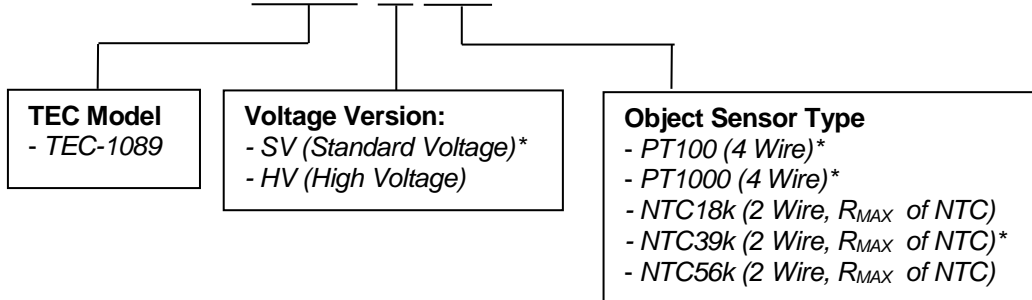 TEC Model
- TEC-1089
Voltage Version:
- SV (Standard Voltage)*
- HV (High Voltage)
Object Sensor Type
- PT100 (4 Wire)*
- PT1000 (4 Wire)*
- NTC18k (2 Wire, RMAX of NTC)
- NTC39k (2 Wire, RMAX of NTC)*
- NTC56k (2 Wire, RMAX of NTC)